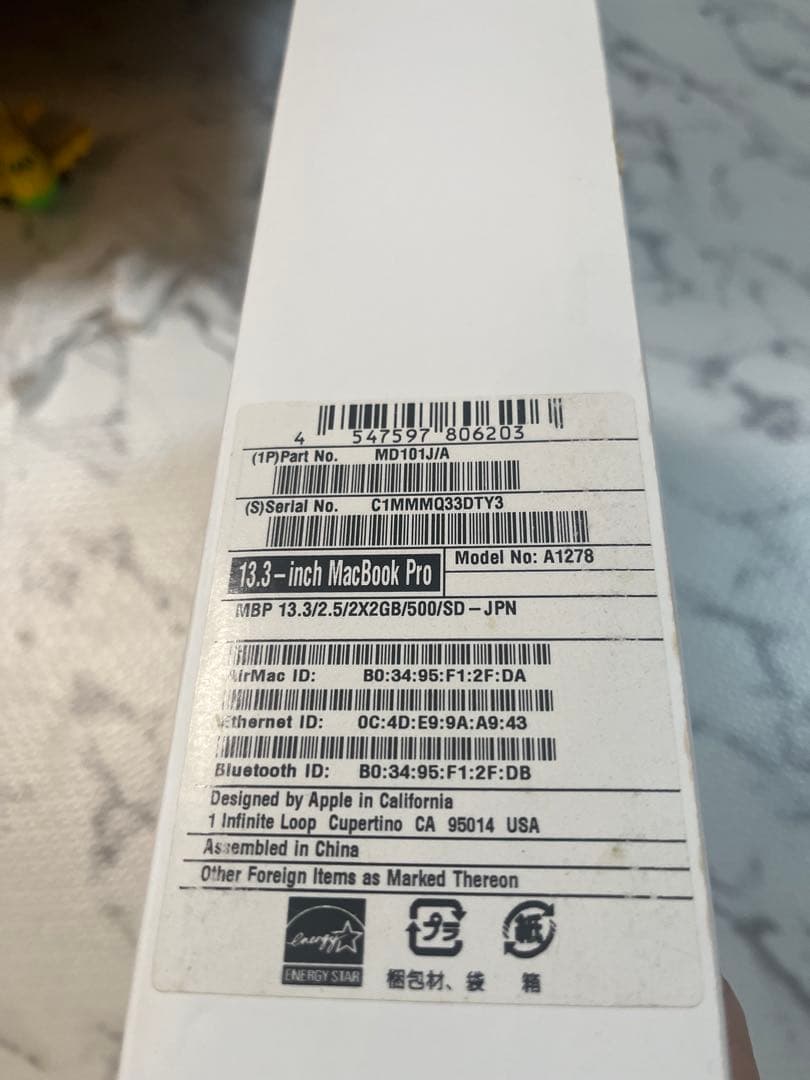 4 547597 806203
(1P)Part No. MD101J/A
(S)Serial No. C1MMMQ33DTY3
13.3-inch MacBook Pro
Model No: A1278
MBP 13.3/2.5/2X2GB/500/SD-JPN
AirMac ID: B0:34:95:F1:2F:DA
Ethernet ID: 0C:4D:E9:9A:A9:43
Bluetooth ID: B0:34:95:F1:2F:DB
Designed by Apple in California
1 Infinite Loop Cupertino CA 95014 USA
Assembled in China
Other Foreign Items as Marked Thereon
energy
ENERGY STAR
プラ
紙
梱包材、袋
箱